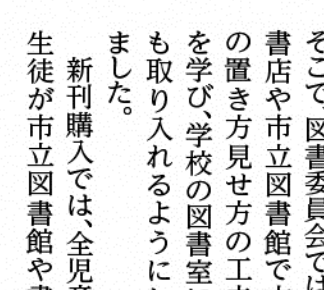 そこで、図書委員会では
書店や市立図書館で
の置き方見せ方の工
を学び、学校の図書室
も取り入れるように
ました。
新刊購入では、全児
生徒が市立図書館や